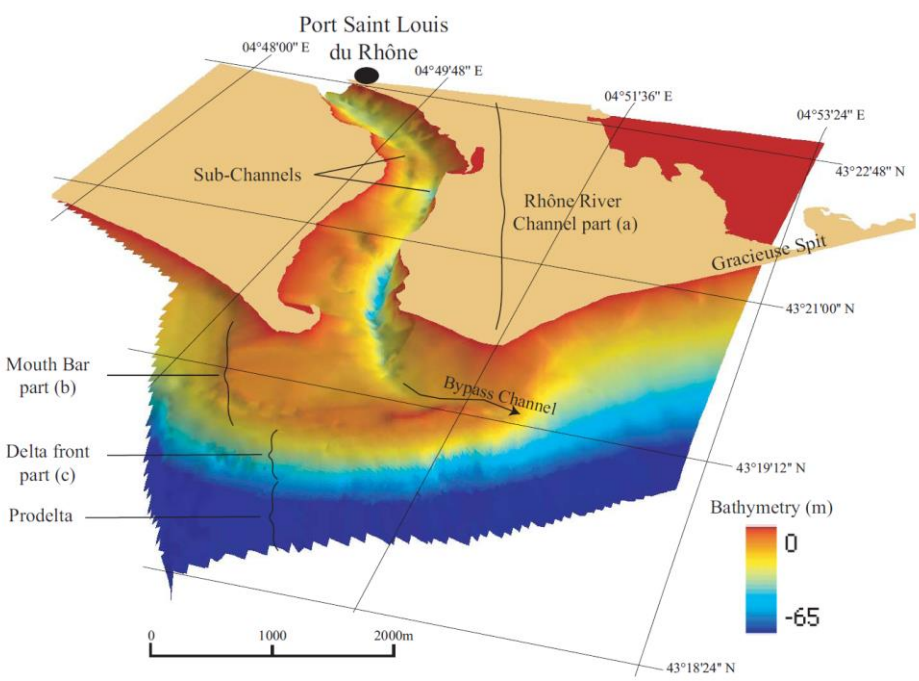 Port Saint Louis
du Rhône
04°48'00" E
04°49'48" E
04°51'36" E
04°53'24" E
43°22'48" N
Sub-Channels
Rhône River
Channel part (a)
Gracieuse Spit
43°21'00" N
Mouth Bar
part (b)
Bypass Channel
Delta front
part (c)
43°19'12" N
Prodelta
Bathymetry (m)
0
-65
0
1000
2000m
43°18'24" N